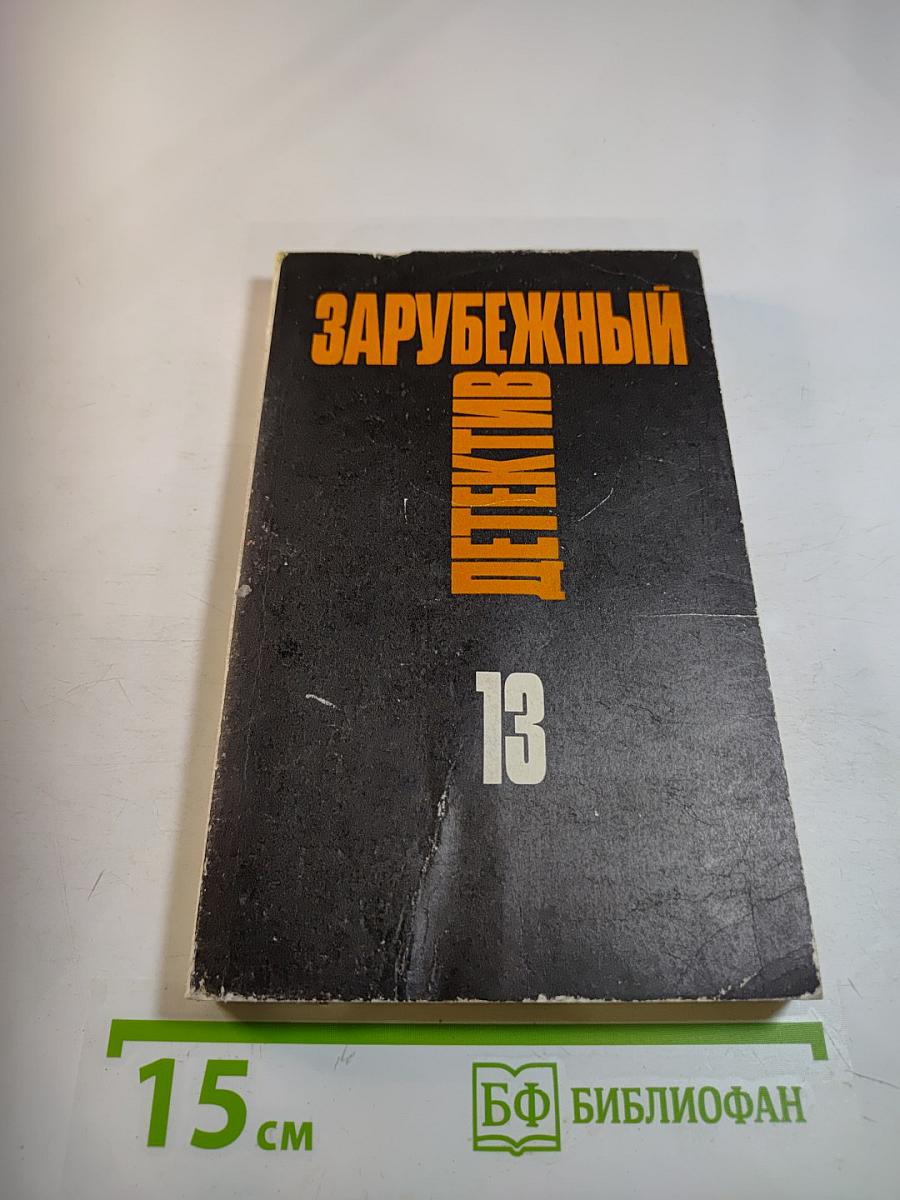 ЗАРУБЕЖНЫЙ
ДЕТЕКТИВ
13
15 см
БФ БИБЛИОФАН